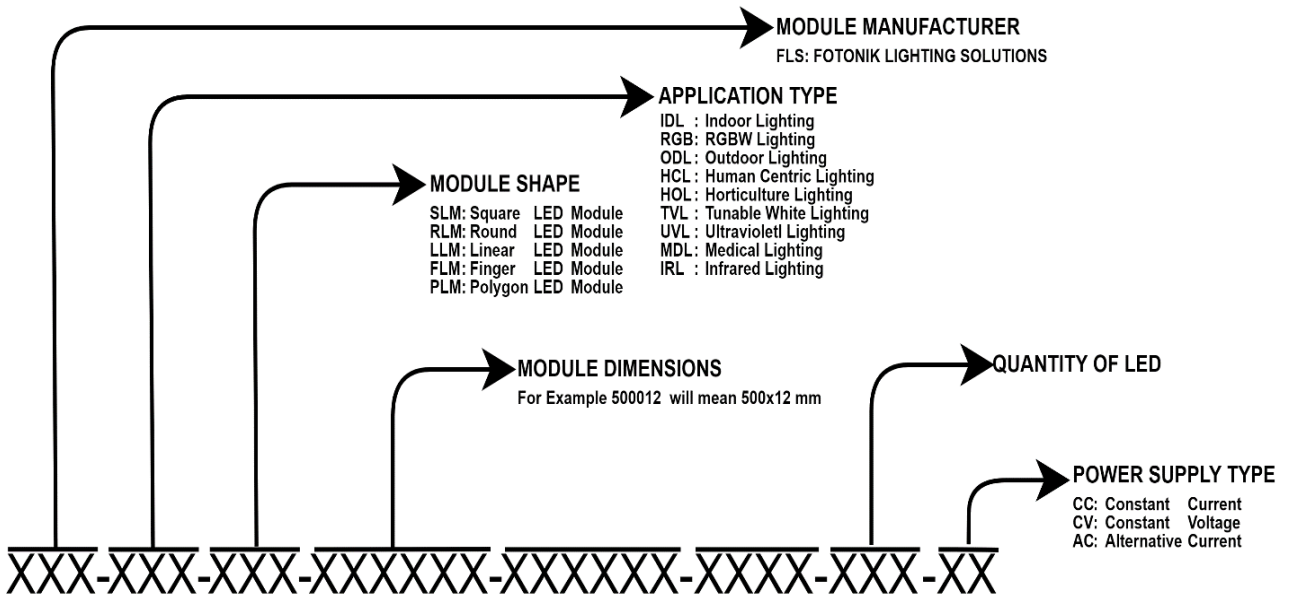 MODULE MANUFACTURER
FLS: FOTONIK LIGHTING SOLUTIONS
APPLICATION TYPE
IDL : Indoor Lighting
RGB: RGBW Lighting
ODL : Outdoor Lighting
HCL : Human Centric Lighting
HOL : Horticulture Lighting
TVL : Tunable White Lighting
UVL : Ultravioletl Lighting
MDL: Medical Lighting
IRL : Infrared Lighting
MODULE SHAPE
SLM: Square LED Module
RLM: Round LED Module
LLM: Linear LED Module
FLM: Finger LED Module
PLM: Polygon LED Module
MODULE DIMENSIONS
For Example 500012 will mean 500x12 mm
QUANTITY OF LED
POWER SUPPLY TYPE
CC: Constant Current
CV: Constant Voltage
AC: Alternative Current
XXX-XXX-XXX-XXXXXX-XXXXXX-XXXX-XXX-XX